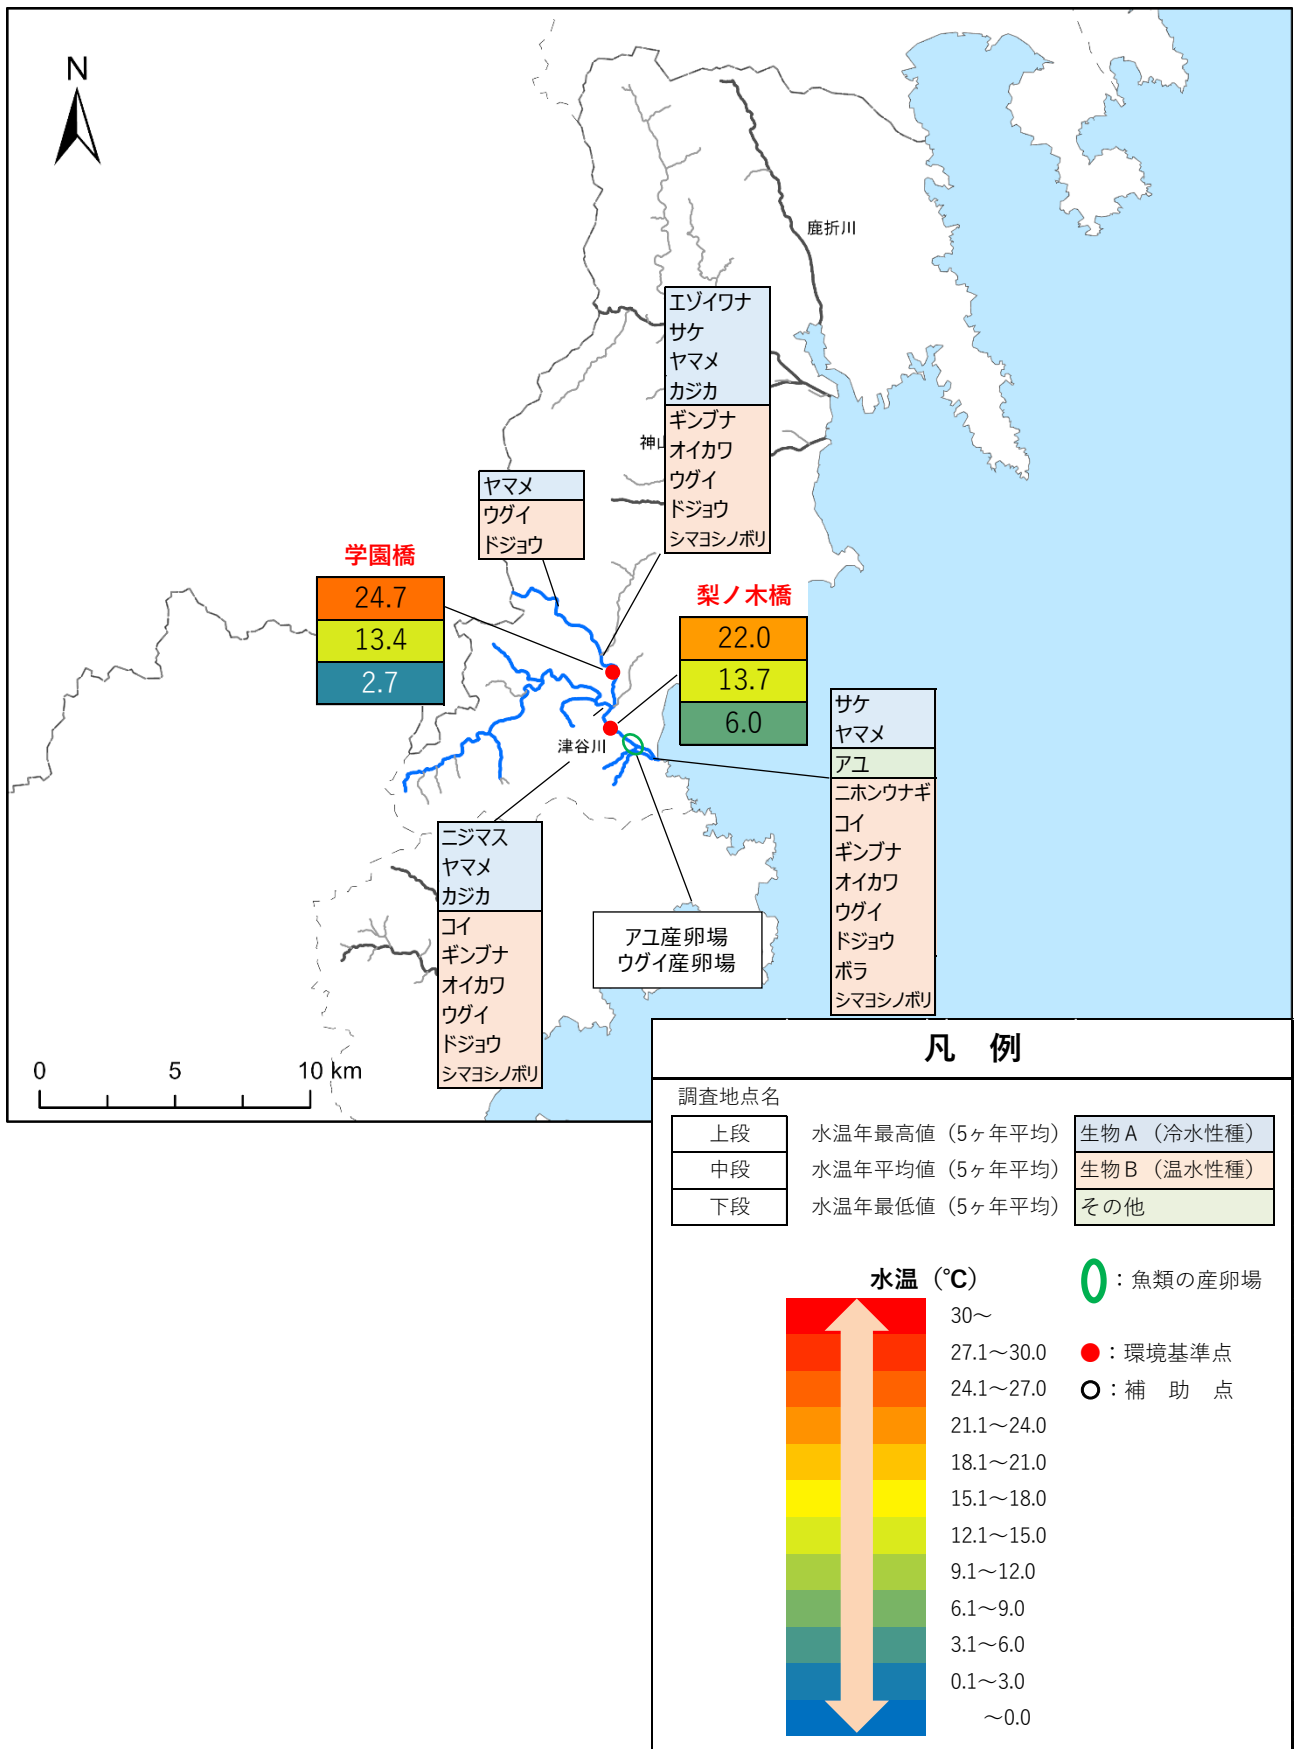 N
鹿折川
エゾイワナ
サケ
ヤマメ
カジカ
ギンブナ
オイカワ
ウグイ
ドジョウ
シマヨシノボリ
神山
ヤマメ
ウグイ
ドジョウ
学園橋
24.7
13.4
2.7
梨ノ木橋
22.0
13.7
6.0
津谷川
サケ
ヤマメ
アユ
ニホンウナギ
コイ
ギンブナ
オイカワ
ウグイ
ドジョウ
ボラ
シマヨシノボリ
ニジマス
ヤマメ
カジカ
コイ
ギンブナ
オイカワ
ウグイ
ドジョウ
シマヨシノボリ
アユ産卵場
ウグイ産卵場
0 5 10 km
凡 例
調査地点名
上段 水温年最高値（5ヶ年平均） 生物A（冷水性種）
中段 水温年平均値（5ヶ年平均） 生物B（温水性種）
下段 水温年最低値（5ヶ年平均） その他
水温（℃）
30～
27.1～30.0
24.1～27.0
21.1～24.0
18.1～21.0
15.1～18.0
12.1～15.0
9.1～12.0
6.1～9.0
3.1～6.0
0.1～3.0
～0.0
：魚類の産卵場
：環境基準点
：補 助 点